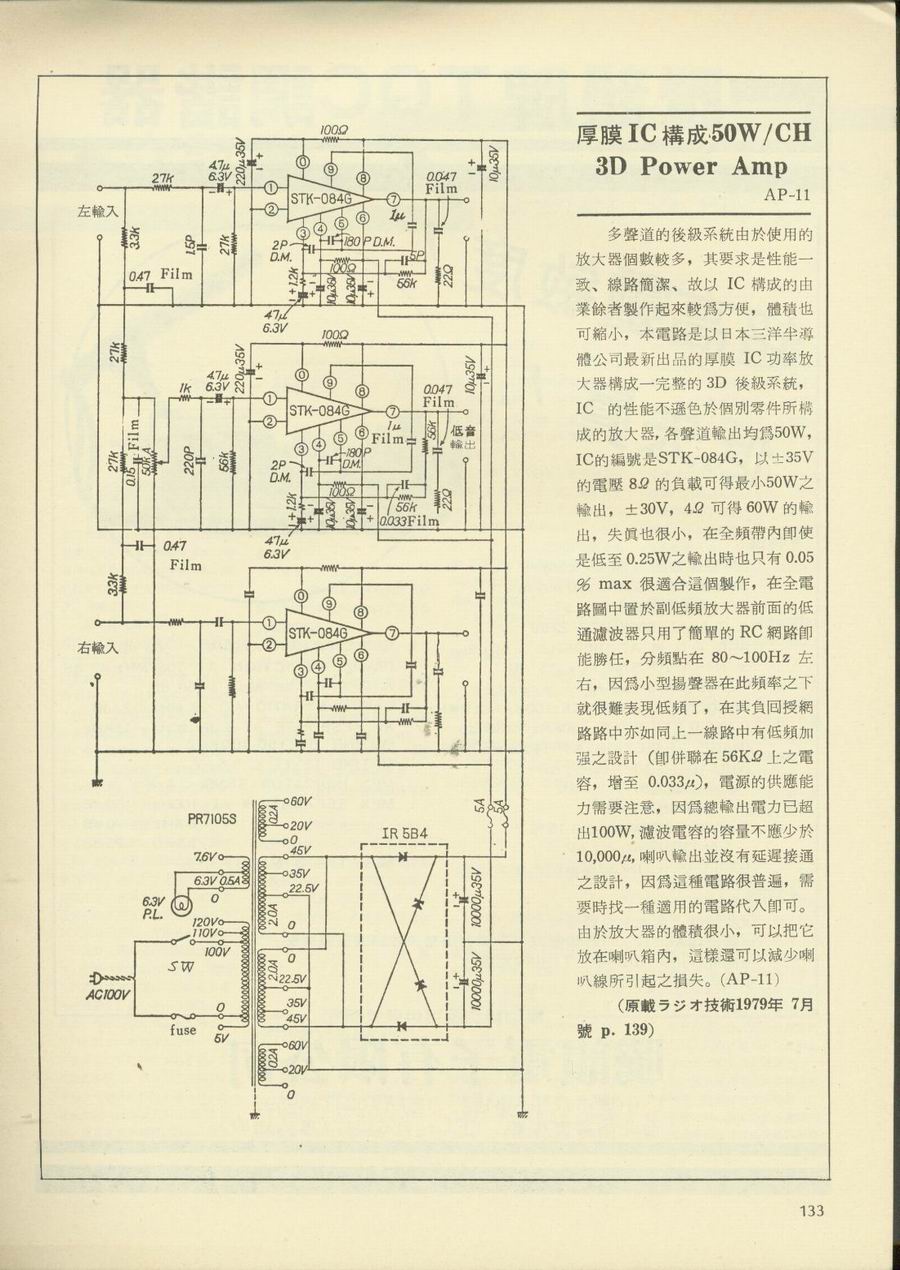 厚膜IC構成50W/CH
3D Power Amp
AP-11
多聲道的後級系統由於使用的
放大器個數較多，其要求是性能一
致、線路簡潔、故以 IC 構成的由
業餘者製作起來較爲方便，體積也
可縮小，本電路是以日本三洋半導
體公司最新出品的厚膜 IC 功率放
大器構成一完整的 3D 後級系統，
IC 的性能不遜色於個別零件所構
成的放大器，各聲道輸出均爲50W，
IC的編號是STK-084G，以±35V
的電壓 8Ω 的負載可得最小50W之
輸出，±30V，4Ω 可得 60W 的輸
出，失眞也很小，在全頻帶內卽使
是低至 0.25W之輸出時也只有 0.05
% max 很適合這個製作，在全電
路圖中置於副低頻放大器前面的低
通濾波器只用了簡單的 RC 網路卽
能勝任，分頻點在 80～100Hz 左
右，因爲小型揚聲器在此頻率之下
就很難表現低頻了，在其負回授網
路路中亦如同上一線路中有低頻加
强之設計（卽併聯在 56KΩ 上之電
容，增至 0.033μ），電源的供應能
力需要注意，因爲總輸出電力已超
出100W，濾波電容的容量不應少於
10,000μ，喇叭輸出並沒有延遲接通
之設計，因爲這種電路很普遍，需
要時找一種適用的電路代入卽可。
由於放大器的體積很小，可以把它
放在喇叭箱內，這樣還可以減少喇
叭線所引起之損失。(AP-11)
(原載ラジオ技術1979年 7月
號 p. 139)
100Ω
220μ35V
10μ35V
4.7μ
6.3V
27k
左輸入
3.3k
1.5P
27k
0.47 Film
STK-084G
0
1
2
3
4
5
6
7
8
9
1μ
0.047
Film
2P
D.M.
180P D.M.
5P
100Ω
56k
22Ω
1.2k
10μ35V
10μ35V
47μ
6.3V
27k
100Ω
220μ35V
10μ35V
4.7μ
6.3V
1k
27k
0.15 Film
50KA
220P
56k
STK-084G
0
1
2
3
4
5
6
7
8
9
1μ
Film
0.047
Film
56k
低音
輸出
2P
D.M.
180P
D.M.
100Ω
56k
22Ω
0.033Film
1.2k
10μ35V
10μ35V
47μ
6.3V
0.47
Film
3.3k
右輸入
STK-084G
0
1
2
3
4
5
6
7
8
9
5A
5A
PR7105S
60V
0.2A
20V
0
45V
35V
22.5V
2.0A
0
0
2.0A
22.5V
35V
45V
60V
0.2A
20V
0
7.6V
6.3V 0.5A
0
6.3V
P.L.
120V
110V
100V
SW
AC100V
0
fuse
5V
IR 5B4
10000μ35V
10000μ35V
133